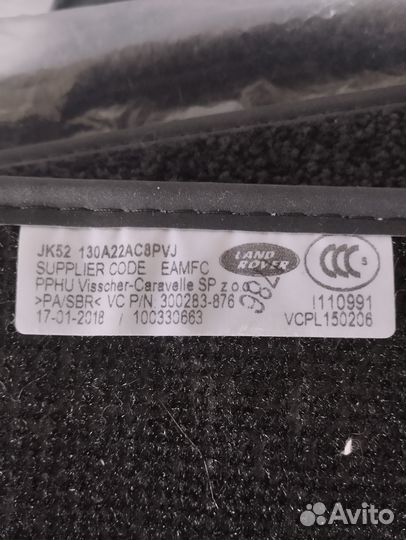 JK52 130A22AC8PVJ
SUPPLIER CODE EAMFC
PPHU Visscher-Caravelle SP z o.o
>PA/SBR< VC P/N: 300283-876
17-01-2018 / 100330663
LAND
ROVER
786
CCC S
I110991
VCPL150206
Avito